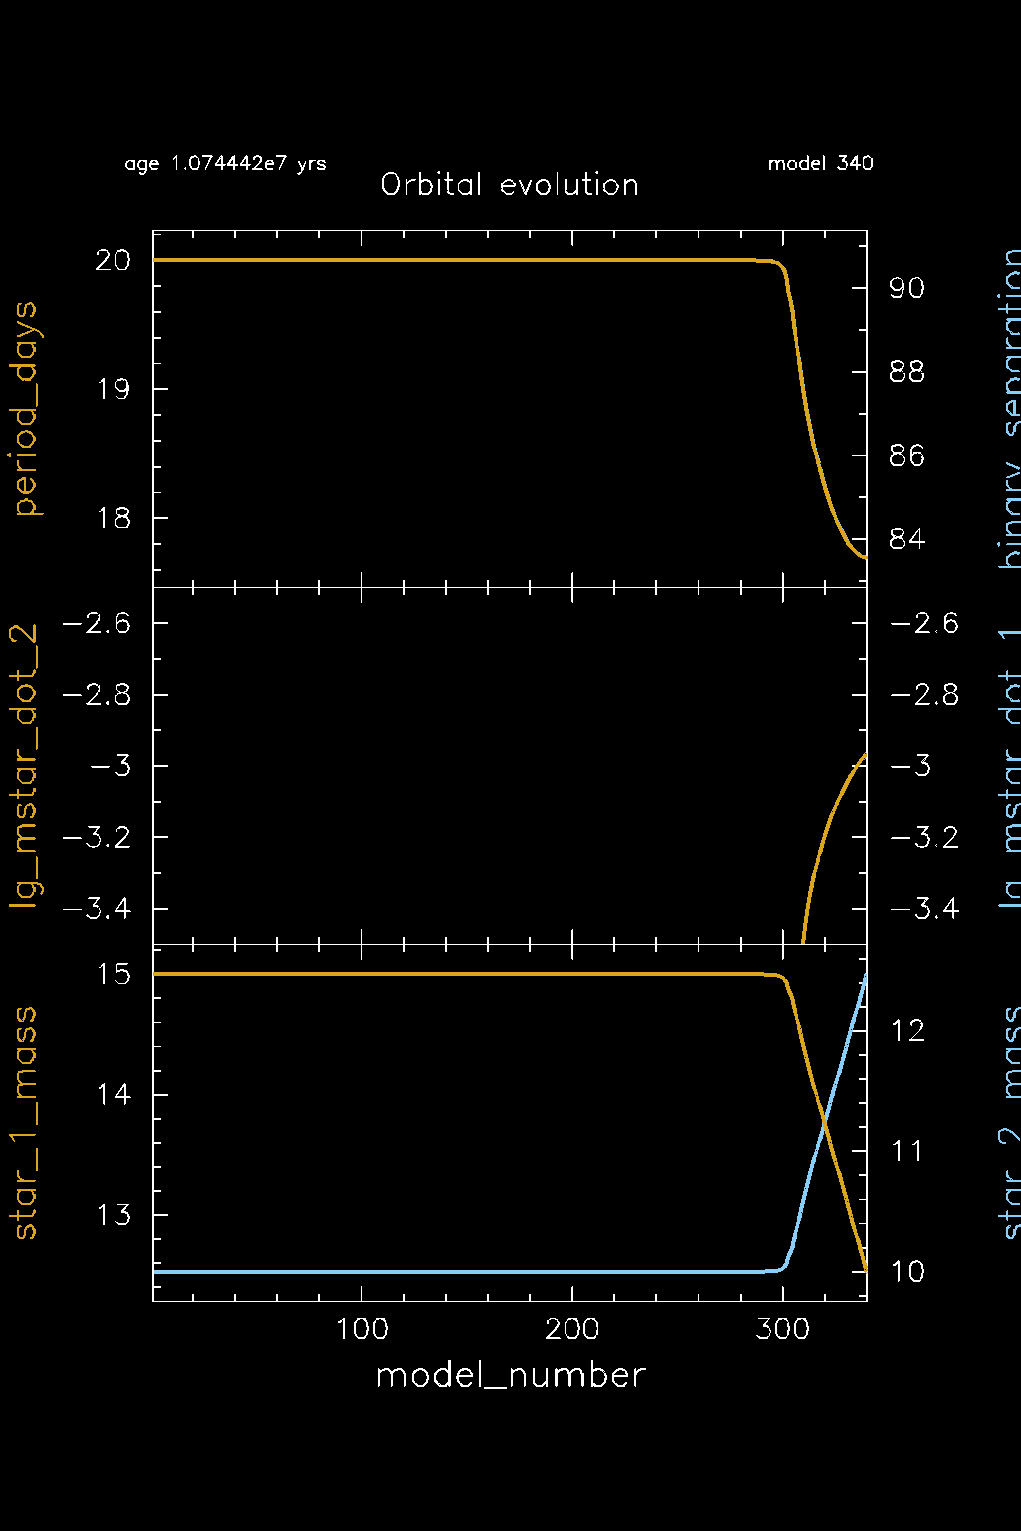 age 1.074442e7 yrs
model 340
Orbital evolution
period_days
20
19
18
90
88
86
84
binary_separation
lg_mstar_dot_2
-2.6
-2.8
-3
-3.2
-3.4
-2.6
-2.8
-3
-3.2
-3.4
lg_mstar_dot_1
star_1_mass
15
14
13
12
11
10
star_2_mass
100
200
300
model_number